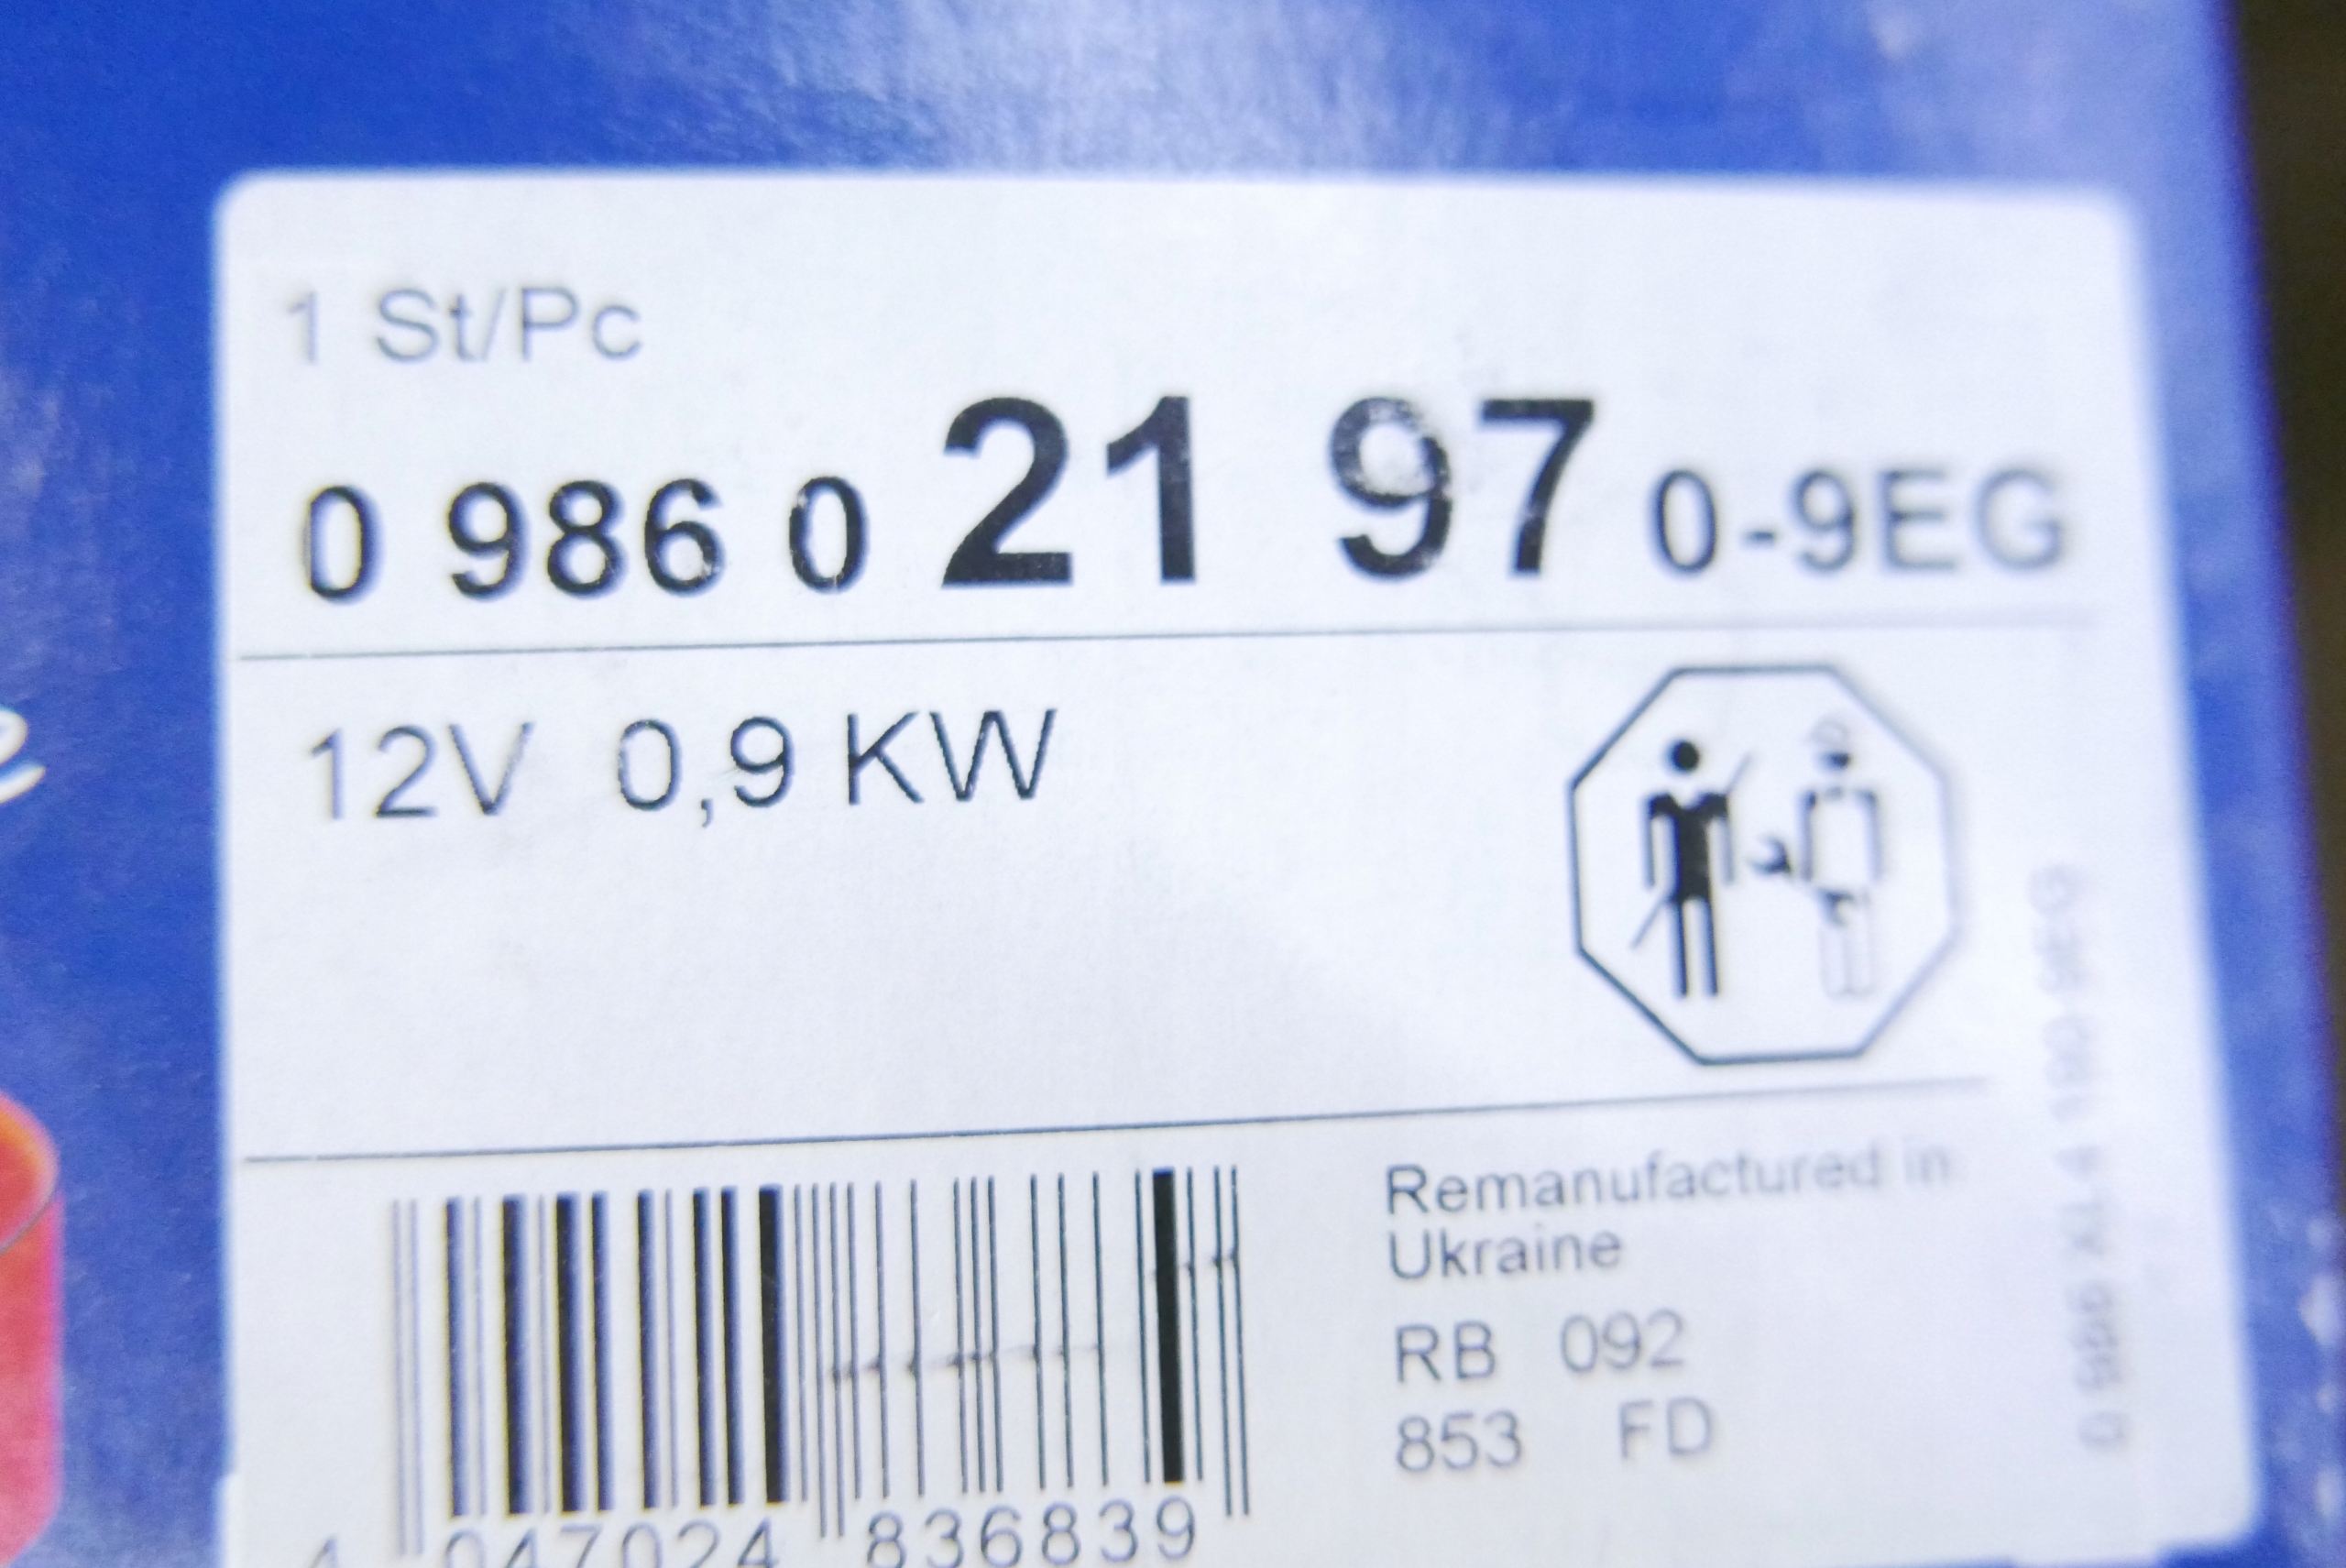 1 St/Pc
0 986 0 21 97 0-9EG
12V 0,9 KW
Remanufactured in
Ukraine
RB 092
853 FD
4 047024 836839